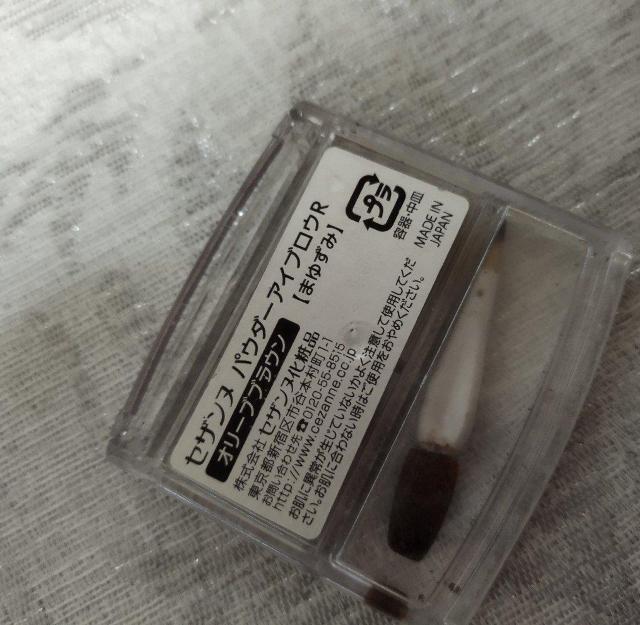 セザンヌ パウダーアイブロウR
【まゆずみ】
オリーブブラウン
株式会社 セザンヌ化粧品
東京都新宿区市谷本村町1-1
お問い合わせ先☎0120-55-8515
http://www.cezanne.co.jp
お肌に異常が生じていないかよく注意して使用してくだ
さい。お肌に合わない時はご使用をおやめください。
プラ
容器・中皿
MADE IN
JAPAN